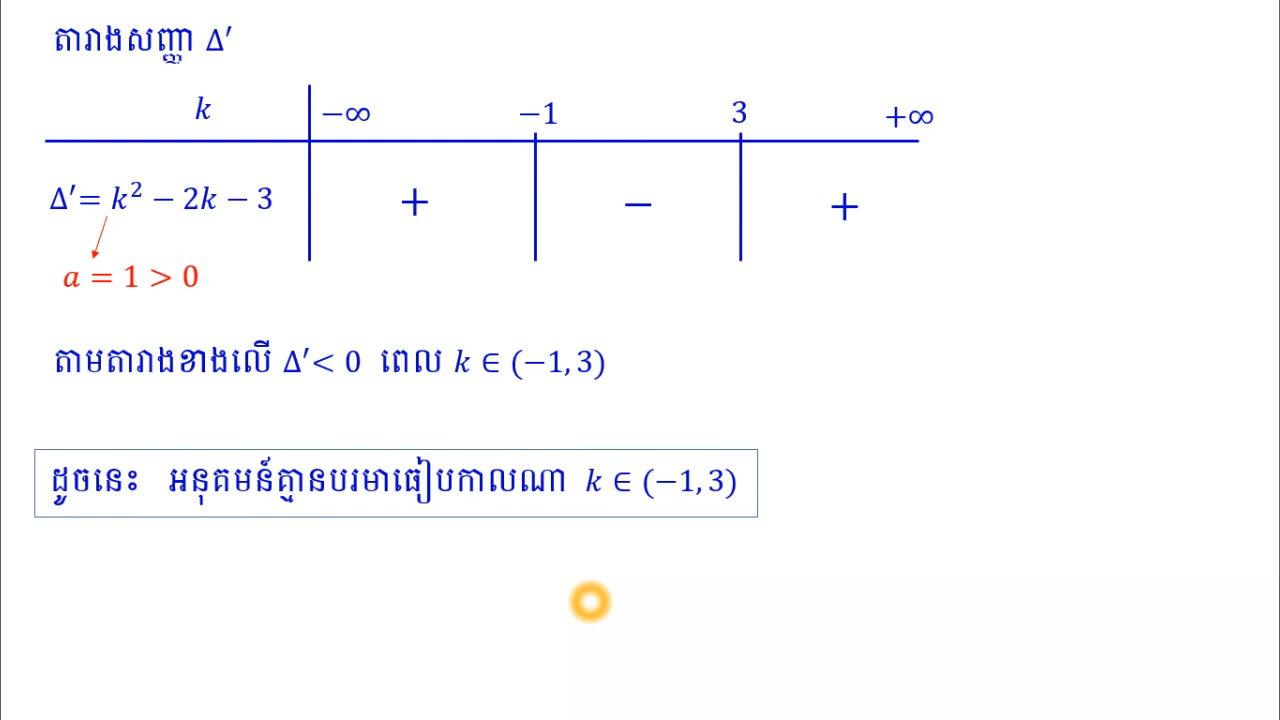 តារាងសញ្ញា Δ′
k −∞ −1 3 +∞
Δ′= k² − 2k − 3 + − +
a = 1 > 0
តាមតារាងខាងលើ Δ′< 0 ពេល k ∈ (−1, 3)
ដូចនេះ អនុគមន៍គ្មានបរមាធៀបកាលណា k ∈ (−1, 3)